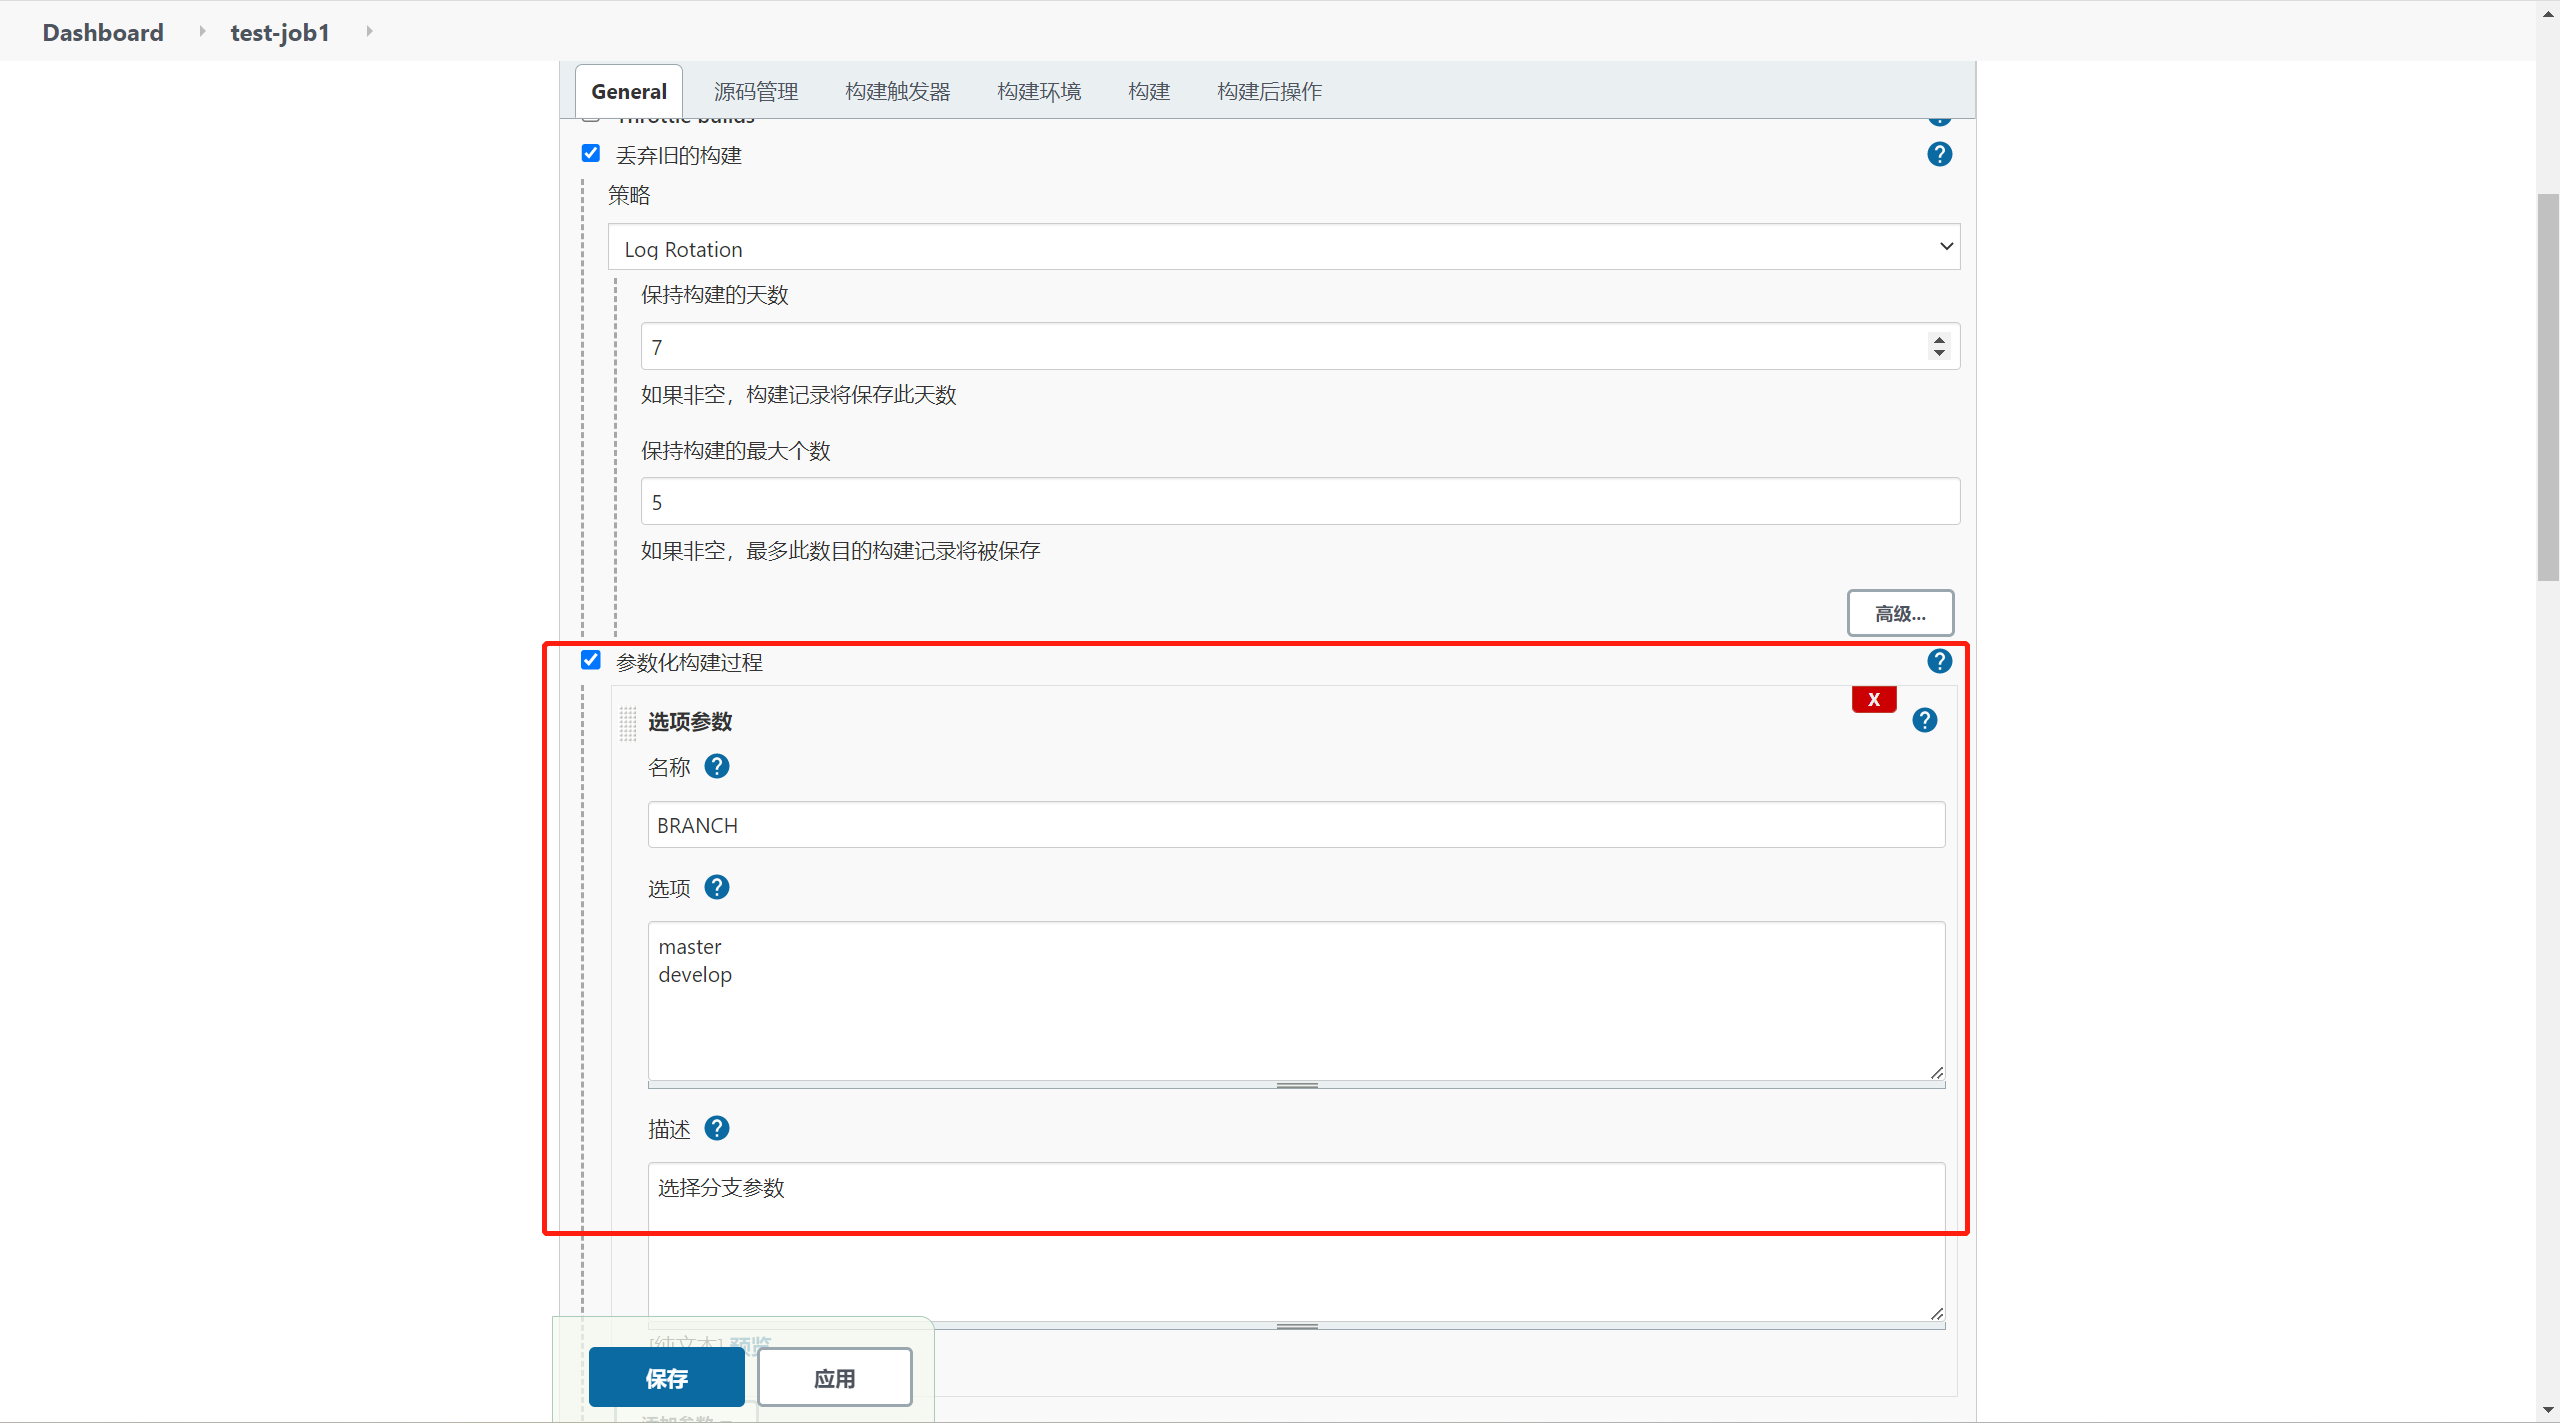 Dashboard test-job1
General 源码管理 构建触发器 构建环境 构建 构建后操作
Throttle builds
丢弃旧的构建
策略
Log Rotation
保持构建的天数
7
如果非空，构建记录将保存此天数
保持构建的最大个数
5
如果非空，最多此数目的构建记录将被保存
高级...
参数化构建过程
X
选项参数
名称
BRANCH
选项
master
develop
描述
选择分支参数
[纯文本] 预览
保存 应用
添加参数